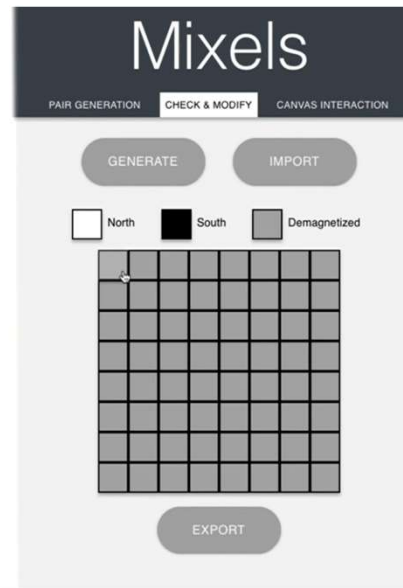 Mixels
PAIR GENERATION CHECK & MODIFY CANVAS INTERACTION
GENERATE IMPORT
North South Demagnetized
EXPORT